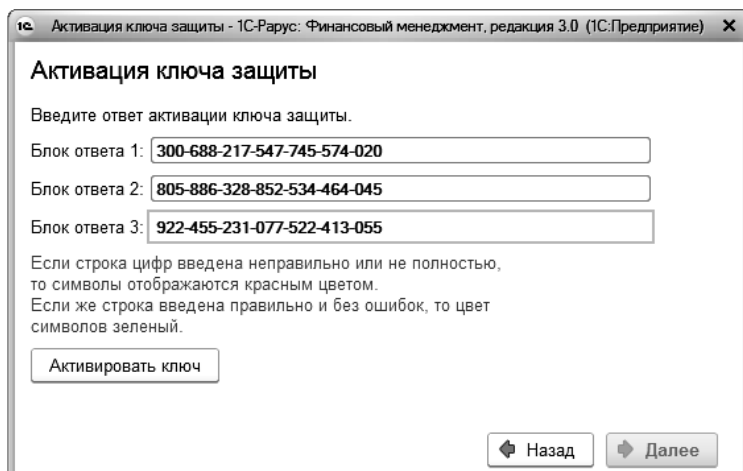 1С Активация ключа защиты - 1С-Рарус: Финансовый менеджмент, редакция 3.0 (1С:Предприятие)
Активация ключа защиты
Введите ответ активации ключа защиты.
Блок ответа 1: 300-688-217-547-745-574-020
Блок ответа 2: 805-886-328-852-534-464-045
Блок ответа 3: 922-455-231-077-522-413-055
Если строка цифр введена неправильно или не полностью,
то символы отображаются красным цветом.
Если же строка введена правильно и без ошибок, то цвет
символов зеленый.
Активировать ключ
Назад Далее